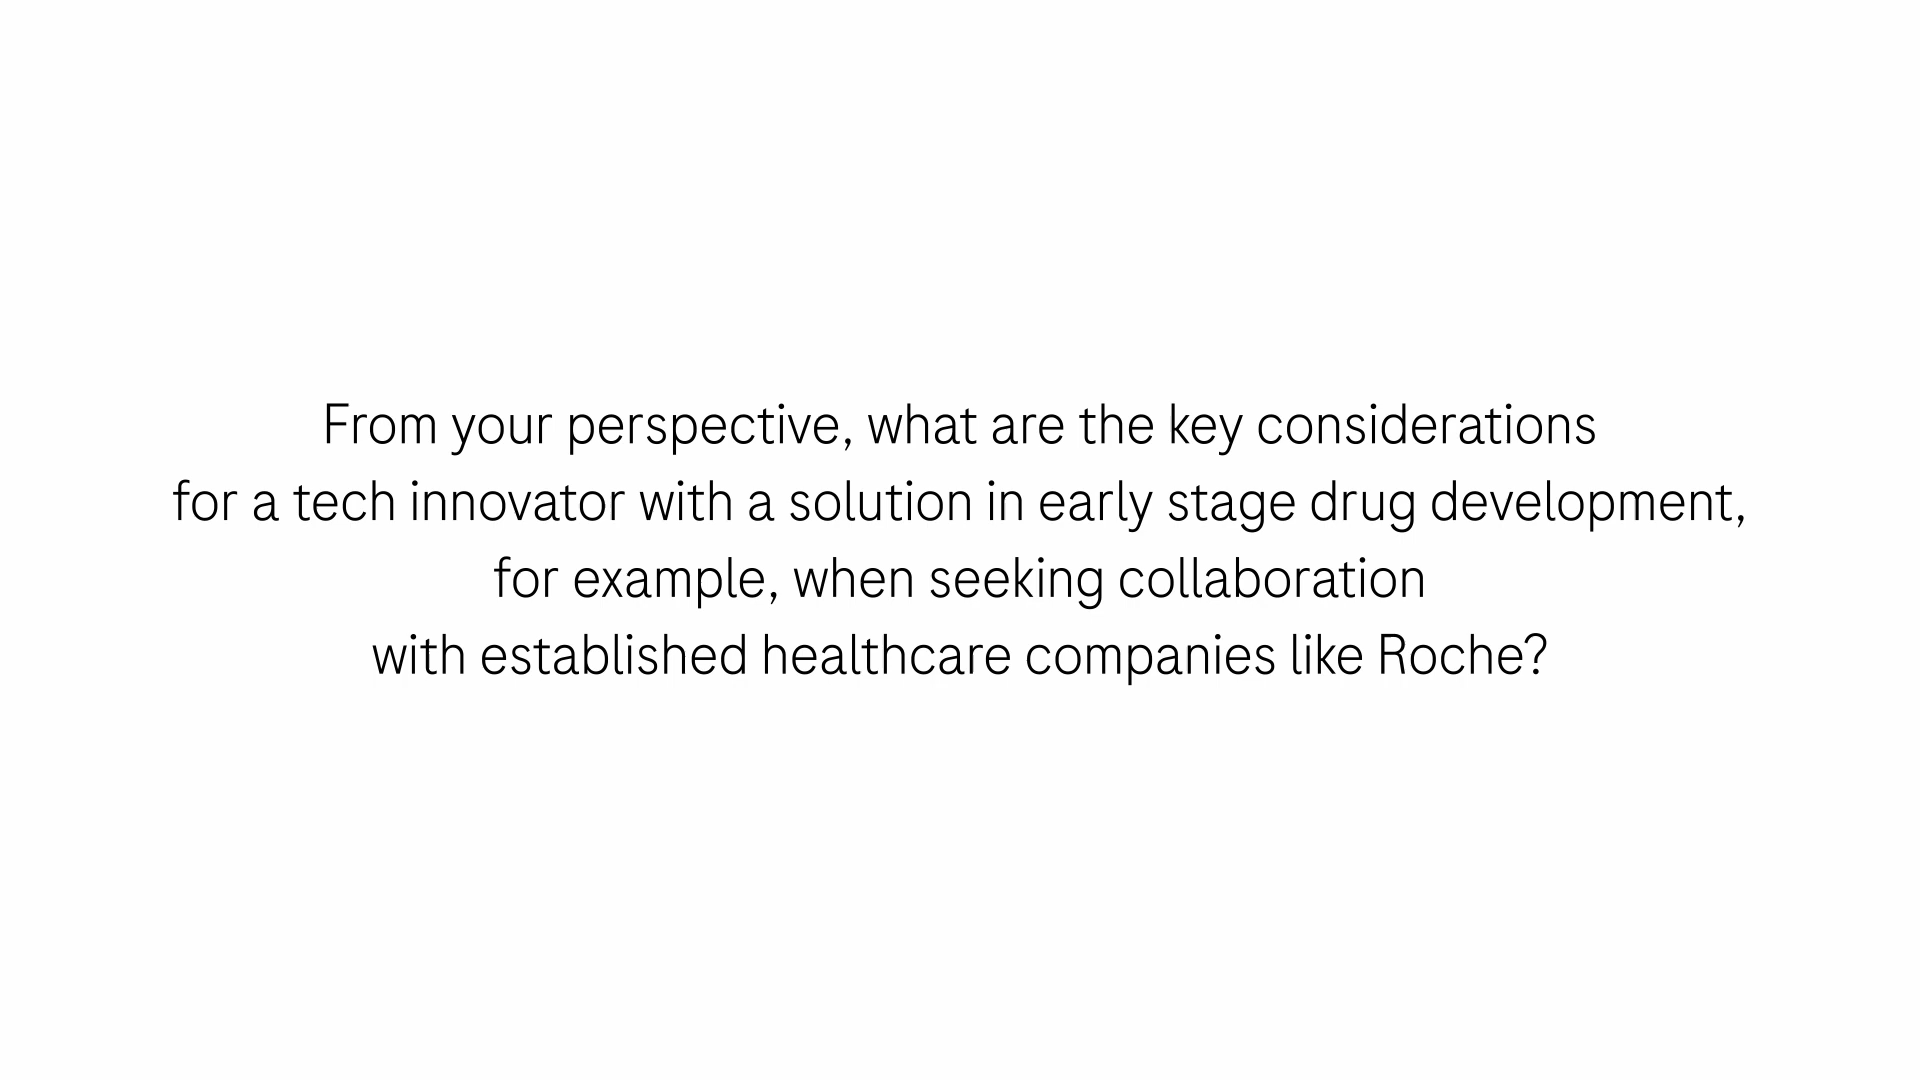 From your perspective, what are the key considerations
for a tech innovator with a solution in early stage drug development,
for example, when seeking collaboration
with established healthcare companies like Roche?